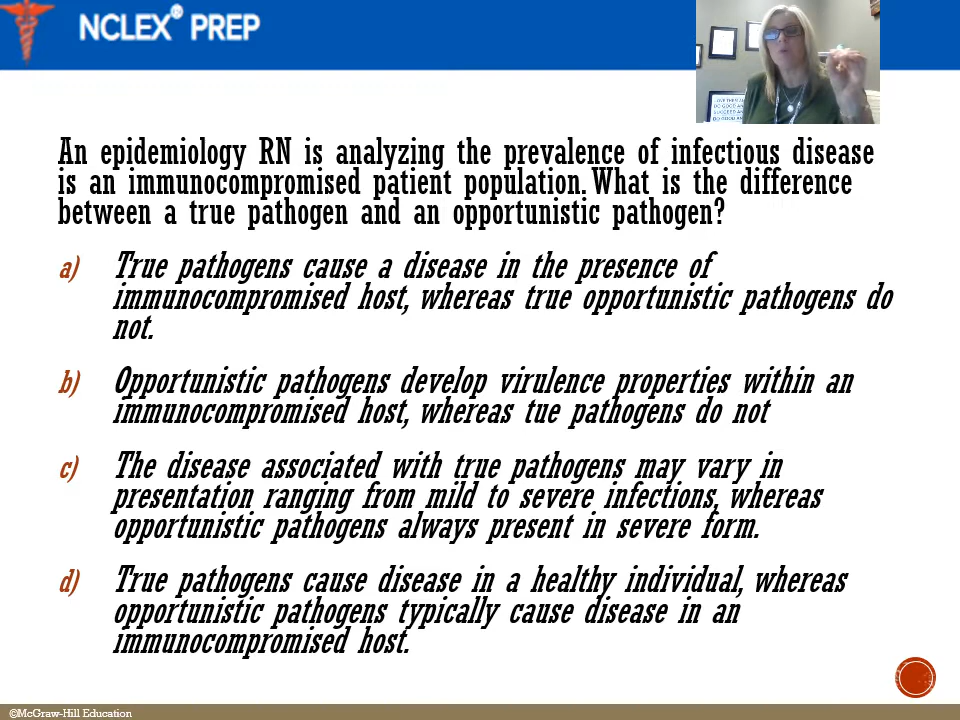 NCLEX® PREP
An epidemiology RN is analyzing the prevalence of infectious disease
is an immunocompromised patient population. What is the difference
between a true pathogen and an opportunistic pathogen?
a) True pathogens cause a disease in the presence of
immunocompromised host, whereas true opportunistic pathogens do
not.
b) Opportunistic pathogens develop virulence properties within an
immunocompromised host, whereas tue pathogens do not
c) The disease associated with true pathogens may vary in
presentation ranging from mild to severe infections, whereas
opportunistic pathogens always present in severe form.
d) True pathogens cause disease in a healthy individual, whereas
opportunistic pathogens typically cause disease in an
immunocompromised host.
©McGraw-Hill Education